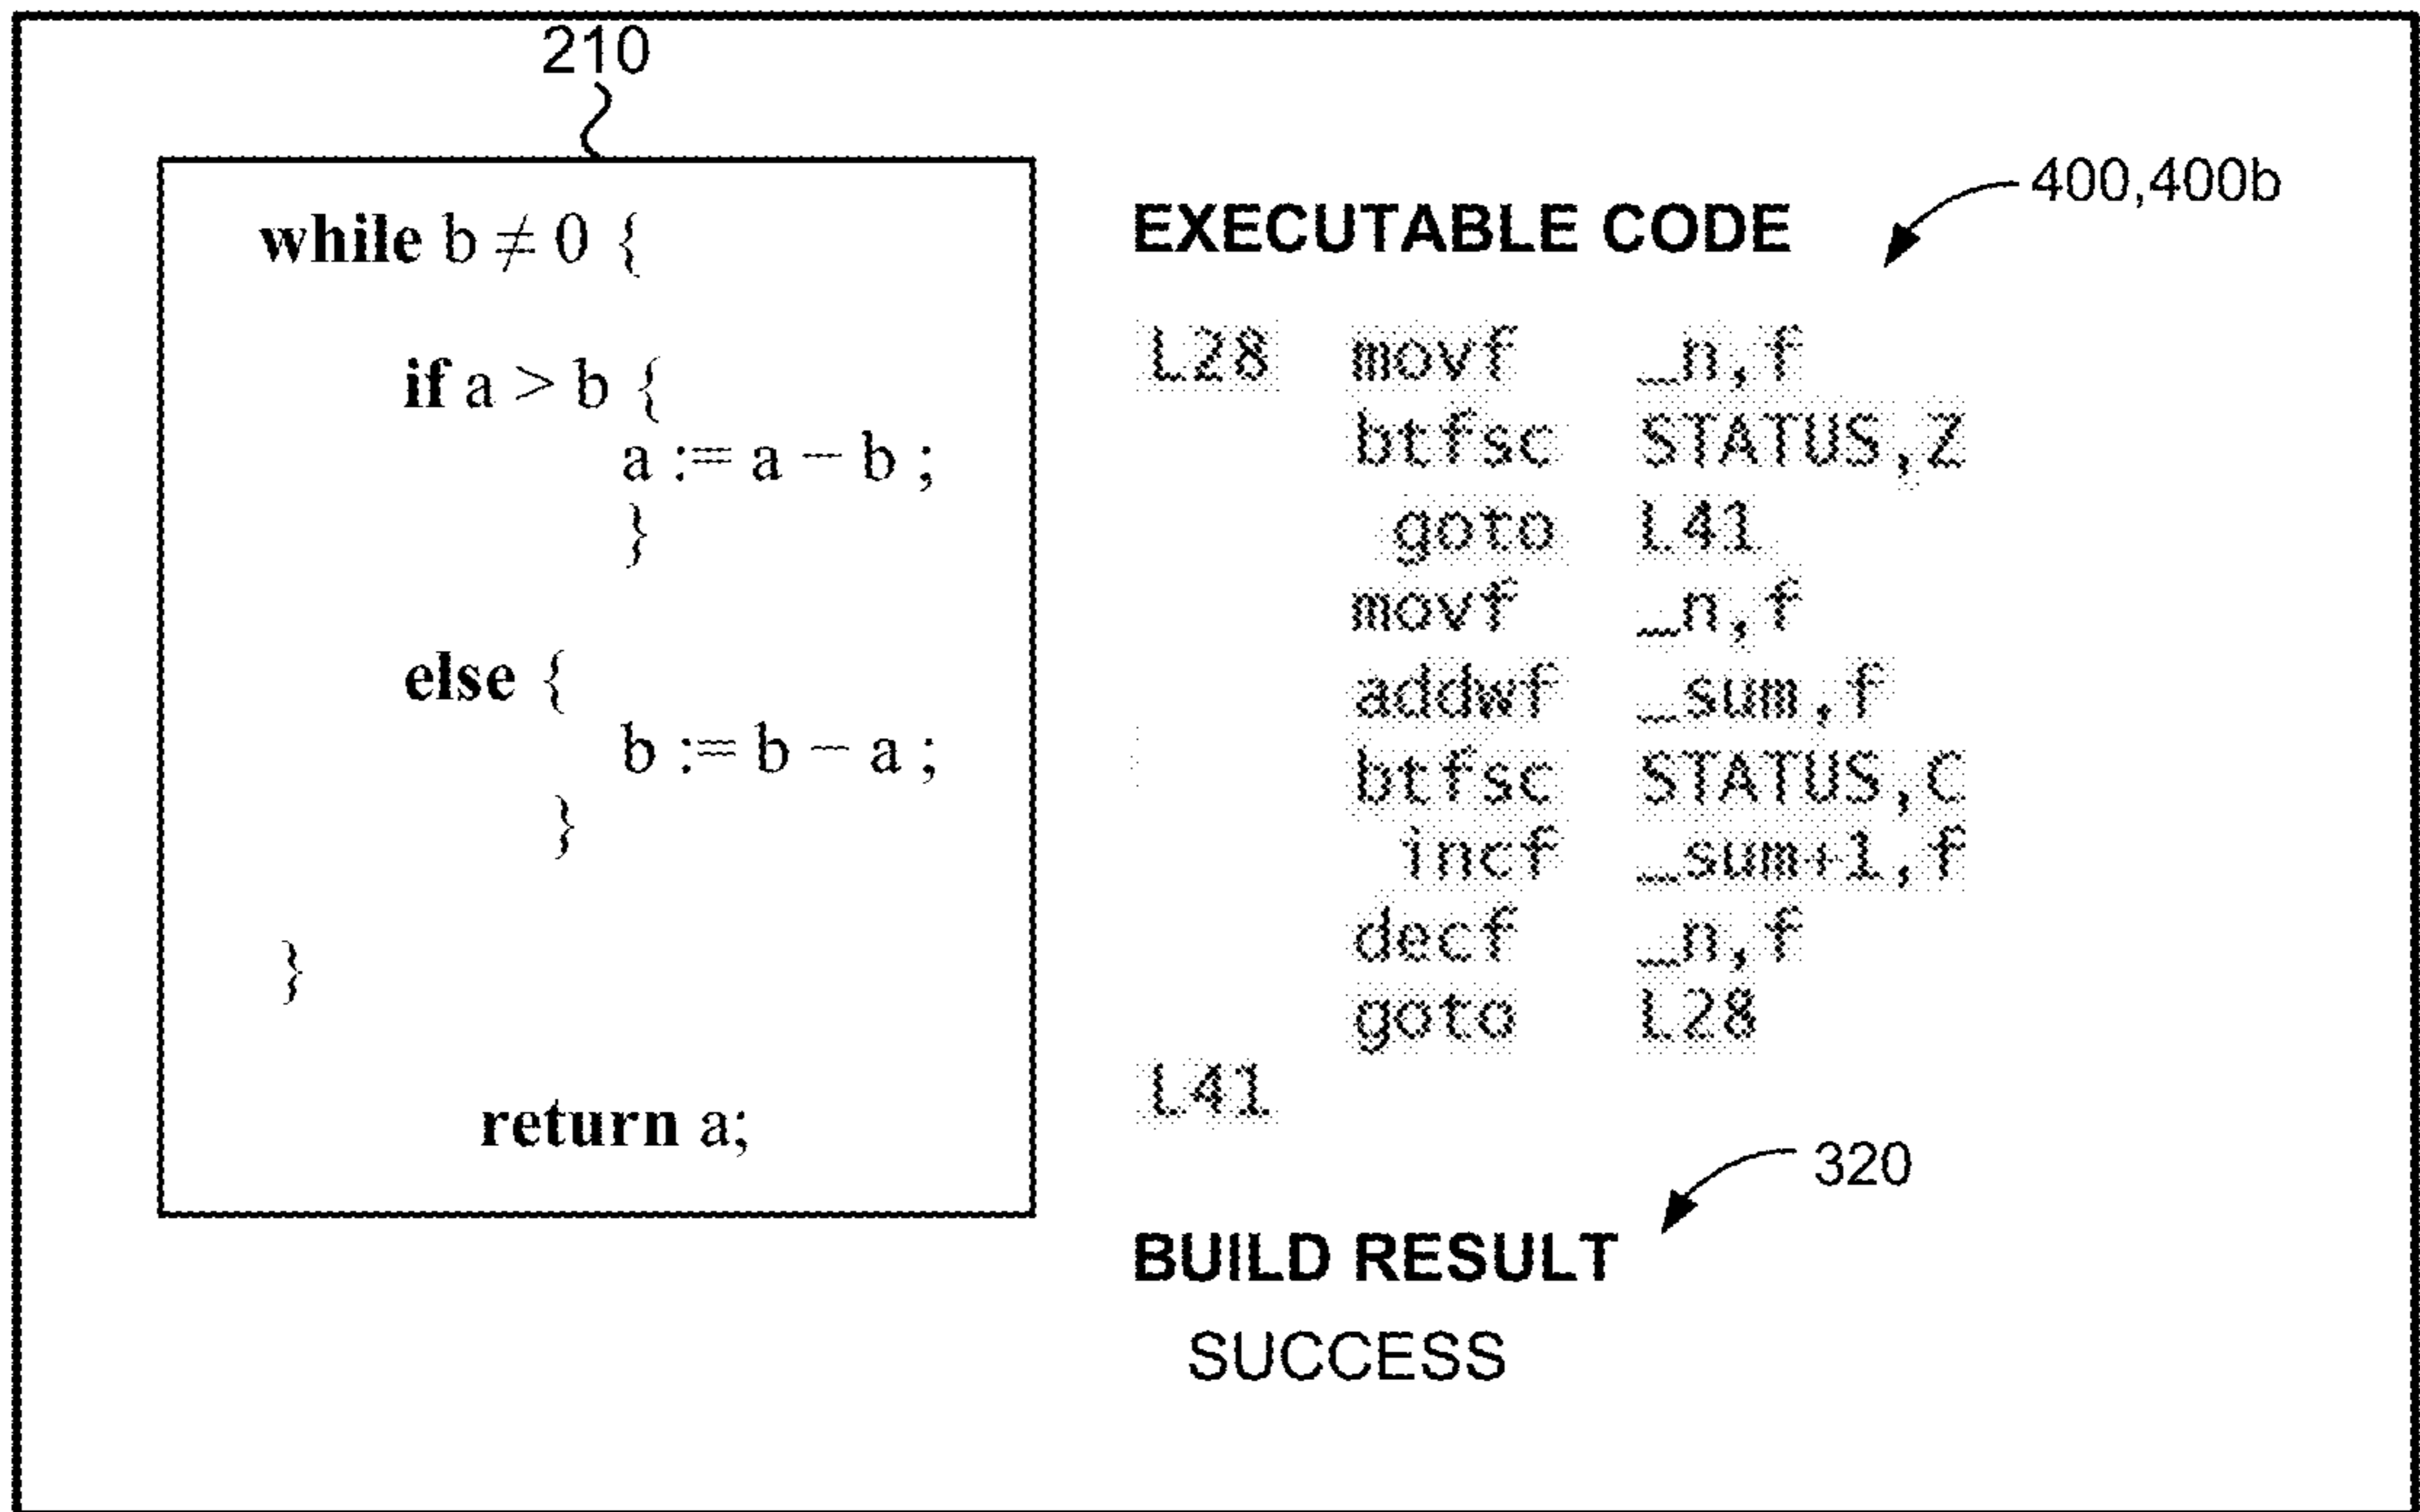 210
while b ≠ 0 {
if a > b {
a := a − b ;
}
else {
b := b − a ;
}
}
return a;
400,400b
EXECUTABLE CODE
L28 movf _n,f
btfsc STATUS,Z
goto L41
movf _n,f
addwf _sum,f
btfsc STATUS,C
incf _sum+1,f
decf _n,f
goto L28
L41
320
BUILD RESULT
SUCCESS